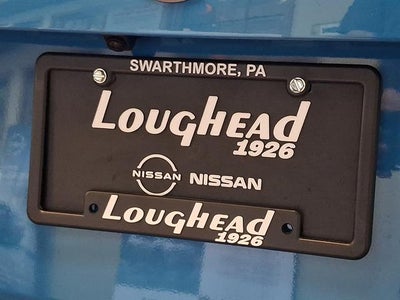 SWARTHMORE, PA
LOUGHEAD
1926
NISSAN NISSAN
LOUGHEAD
1926